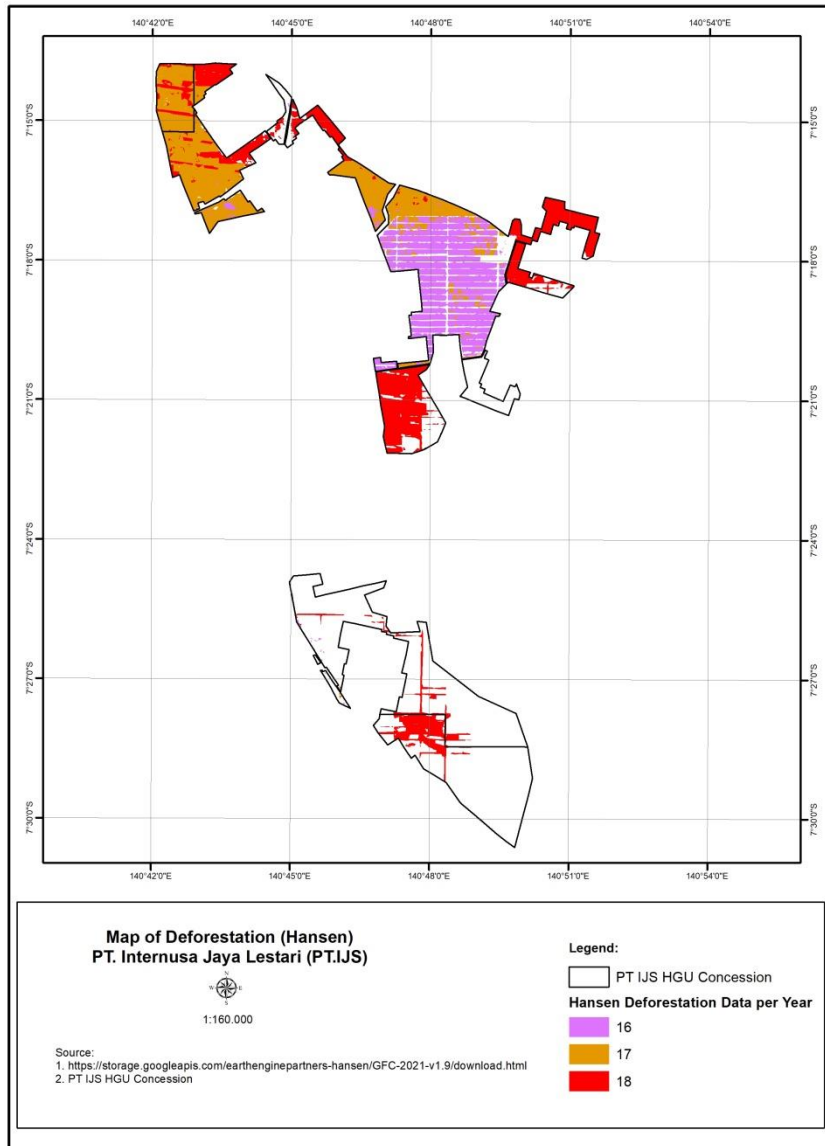 140°42'0"E 140°45'0"E 140°48'0"E 140°51'0"E 140°54'0"E
7°15'0"S 7°15'0"S
7°18'0"S 7°18'0"S
7°21'0"S 7°21'0"S
7°24'0"S 7°24'0"S
7°27'0"S 7°27'0"S
7°30'0"S 7°30'0"S
140°42'0"E 140°45'0"E 140°48'0"E 140°51'0"E 140°54'0"E
Map of Deforestation (Hansen)
PT. Internusa Jaya Lestari (PT.IJS)
N
W E
S
1:160.000
Source:
1. https://storage.googleapis.com/earthenginepartners-hansen/GFC-2021-v1.9/download.html
2. PT IJS HGU Concession
Legend:
PT IJS HGU Concession
Hansen Deforestation Data per Year
16
17
18